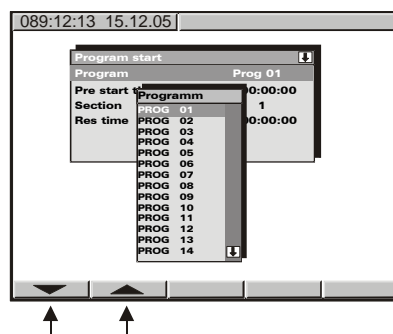 089:12:13 15.12.05
Program start
Program Prog 01
Pre start t 00:00:00
Section 1
Res time 00:00:00
Programm
PROG 01
PROG 02
PROG 03
PROG 04
PROG 05
PROG 06
PROG 07
PROG 08
PROG 09
PROG 10
PROG 11
PROG 12
PROG 13
PROG 14